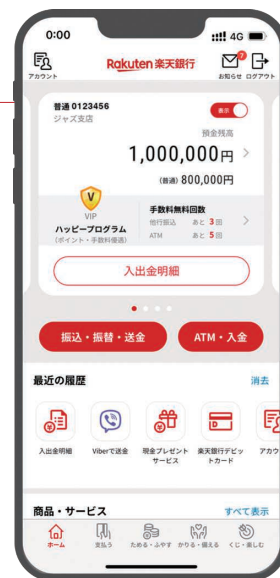 0:00 4G
アカウント
Rakuten 楽天銀行
お知らせ ログアウト
普通 0123456
ジャズ支店
表示
預金残高
1,000,000円
(普通) 800,000円
V
VIP
ハッピープログラム
(ポイント・手数料優遇)
手数料無料回数
他行振込 あと 3 回
ATM あと 5 回
入出金明細
振込・振替・送金
ATM・入金
最近の履歴 消去
入出金明細
Viberで送金
現金プレゼント
サービス
楽天銀行デビッ
トカード
アカウ
商品・サービス すべて表示
ホーム 支払う ためる・ふやす かりる・備える くじ・楽しむ